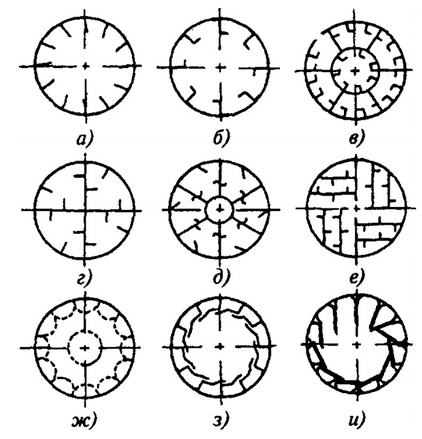 а) б) в)
г) д) е)
ж) з) и)